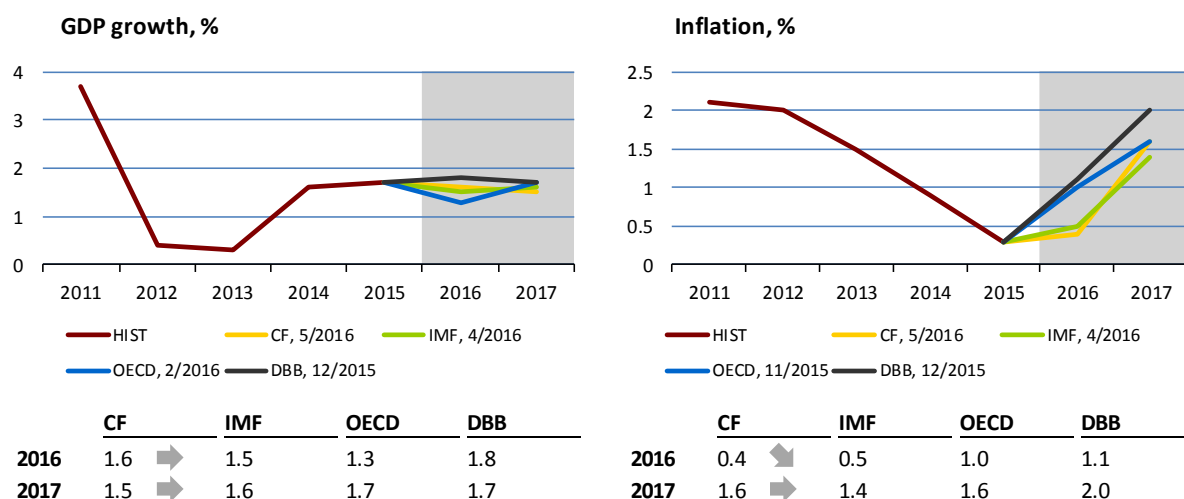 GDP growth, %
4
3
2
1
0
2011 2012 2013 2014 2015 2016 2017
HIST CF, 5/2016 IMF, 4/2016
OECD, 2/2016 DBB, 12/2015
CF IMF OECD DBB
2016 1.6 1.5 1.3 1.8
2017 1.5 1.6 1.7 1.7
Inflation, %
2.5
2
1.5
1
0.5
0
2011 2012 2013 2014 2015 2016 2017
HIST CF, 5/2016 IMF, 4/2016
OECD, 11/2015 DBB, 12/2015
CF IMF OECD DBB
2016 0.4 0.5 1.0 1.1
2017 1.6 1.4 1.6 2.0